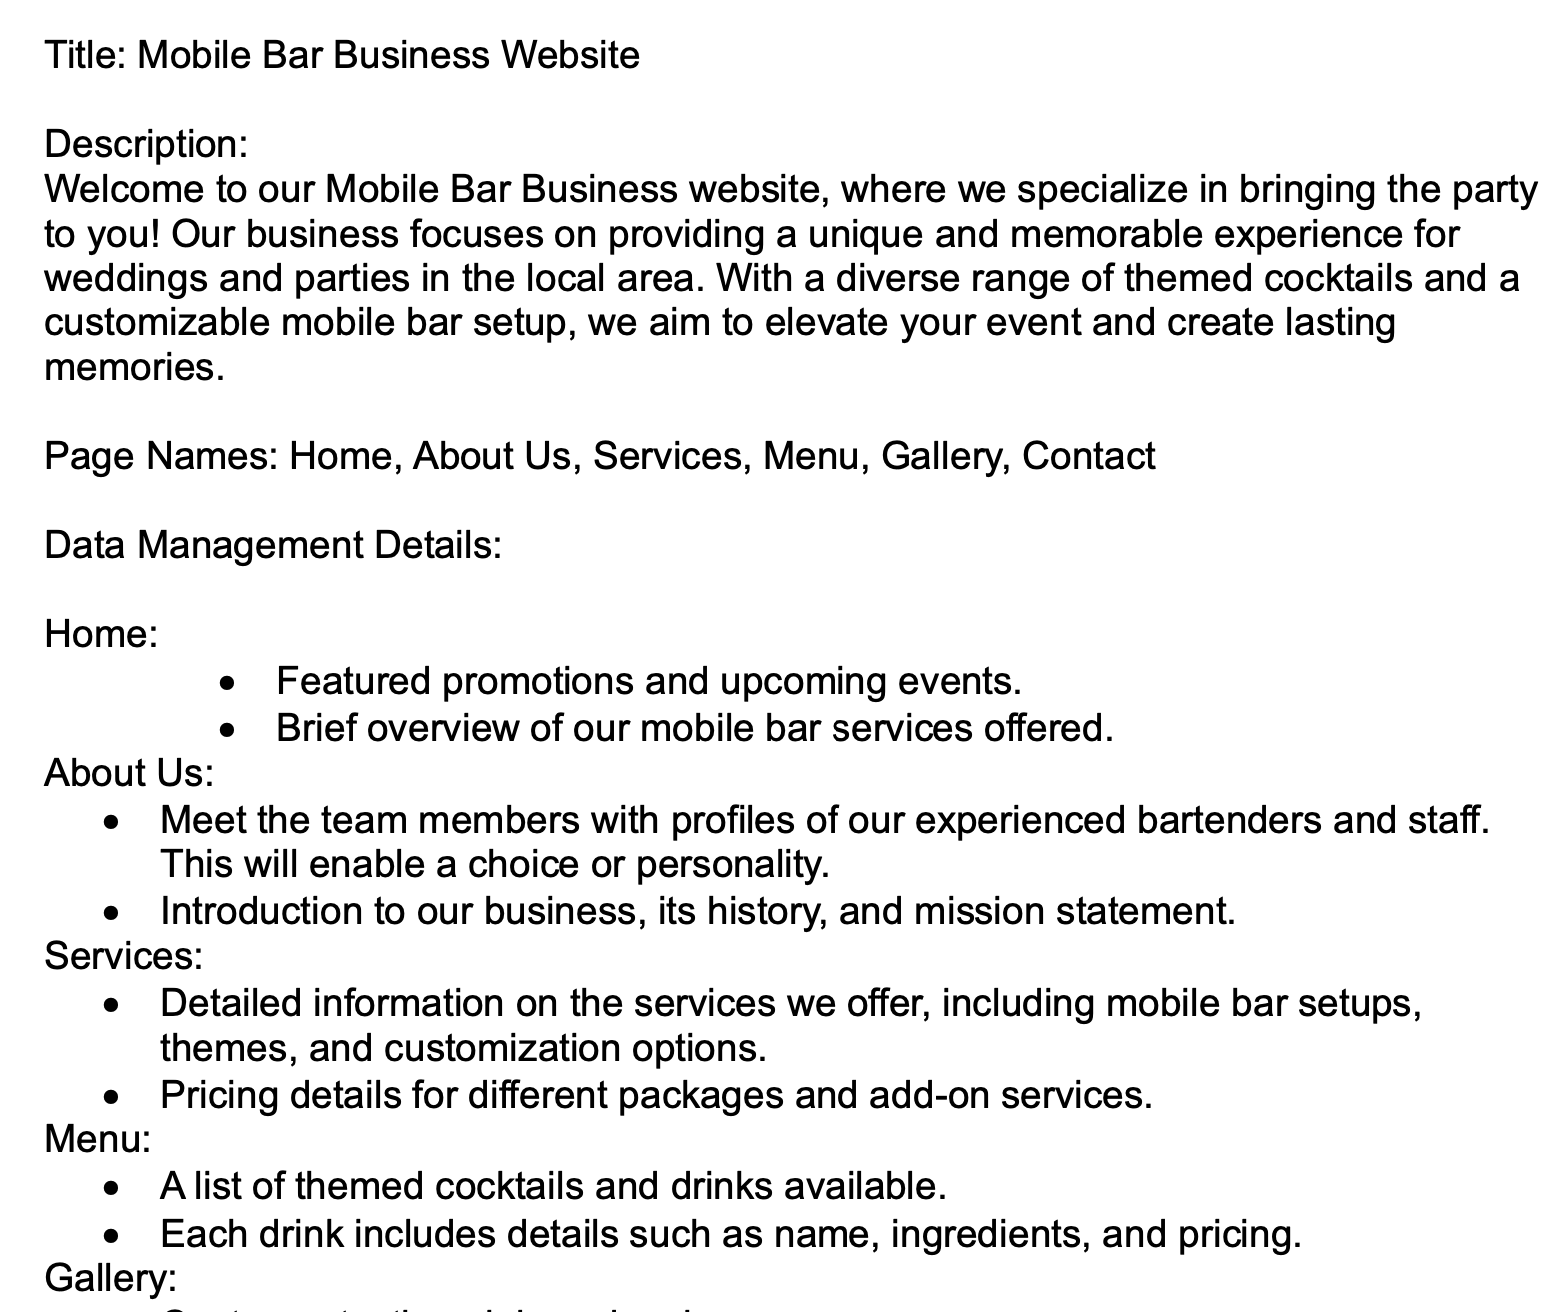 Title: Mobile Bar Business Website
Description:
Welcome to our Mobile Bar Business website, where we specialize in bringing the party
to you! Our business focuses on providing a unique and memorable experience for
weddings and parties in the local area. With a diverse range of themed cocktails and a
customizable mobile bar setup, we aim to elevate your event and create lasting
memories.
Page Names: Home, About Us, Services, Menu, Gallery, Contact
Data Management Details:
Home:
• Featured promotions and upcoming events.
• Brief overview of our mobile bar services offered.
About Us:
• Meet the team members with profiles of our experienced bartenders and staff.
This will enable a choice or personality.
• Introduction to our business, its history, and mission statement.
Services:
• Detailed information on the services we offer, including mobile bar setups,
themes, and customization options.
• Pricing details for different packages and add-on services.
Menu:
• A list of themed cocktails and drinks available.
• Each drink includes details such as name, ingredients, and pricing.
Gallery: